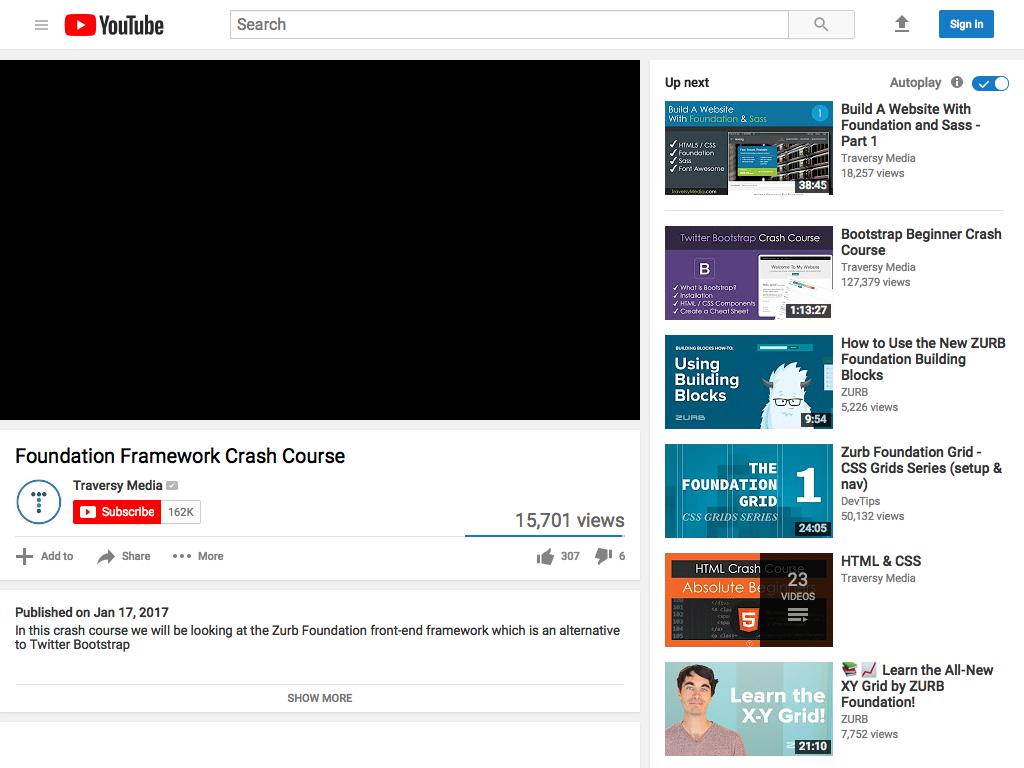 YouTube
Search
Sign in
Foundation Framework Crash Course
Traversy Media
Subscribe 162K
15,701 views
Add to Share More
307 6
Published on Jan 17, 2017
In this crash course we will be looking at the Zurb Foundation front-end framework which is an alternative
to Twitter Bootstrap
SHOW MORE
Up next
Autoplay
Build A Website
With Foundation & Sass
1
HTML5 / CSS
Foundation
Sass
Font Awesome
TraversyMedia.com
38:45
Build A Website With
Foundation and Sass -
Part 1
Traversy Media
18,257 views
Twitter Bootstrap Crash Course
B
What is Bootstrap?
Installation
HTML / CSS Components
Create a Cheat Sheet
Welcome To My Website
1:13:27
Bootstrap Beginner Crash
Course
Traversy Media
127,379 views
BUILDING BLOCKS HOW-TO:
Using
Building
Blocks
ZURB
9:54
How to Use the New ZURB
Foundation Building
Blocks
ZURB
5,226 views
THE
FOUNDATION
GRID
CSS GRIDS SERIES
1
24:05
Zurb Foundation Grid -
CSS Grids Series (setup &
nav)
DevTips
50,132 views
HTML Crash Course
Absolute Beginners
5
23
VIDEOS
HTML & CSS
Traversy Media
Learn the
X-Y Grid!
21:10
📚📈 Learn the All-New
XY Grid by ZURB
Foundation!
ZURB
7,752 views